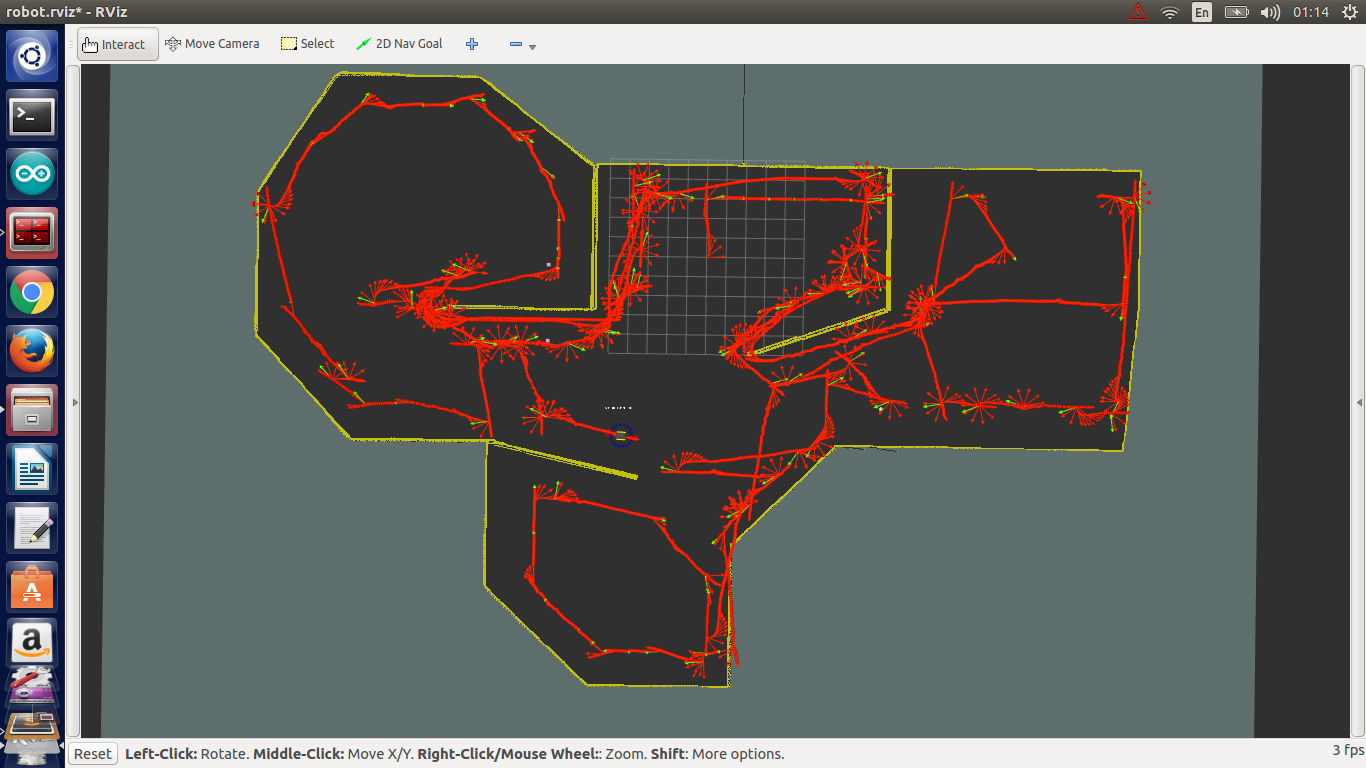 robot.rviz* - RViz
En
01:14
Interact
Move Camera
Select
2D Nav Goal
Reset
Left-Click: Rotate. Middle-Click: Move X/Y. Right-Click/Mouse Wheel:: Zoom. Shift: More options.
3 fps